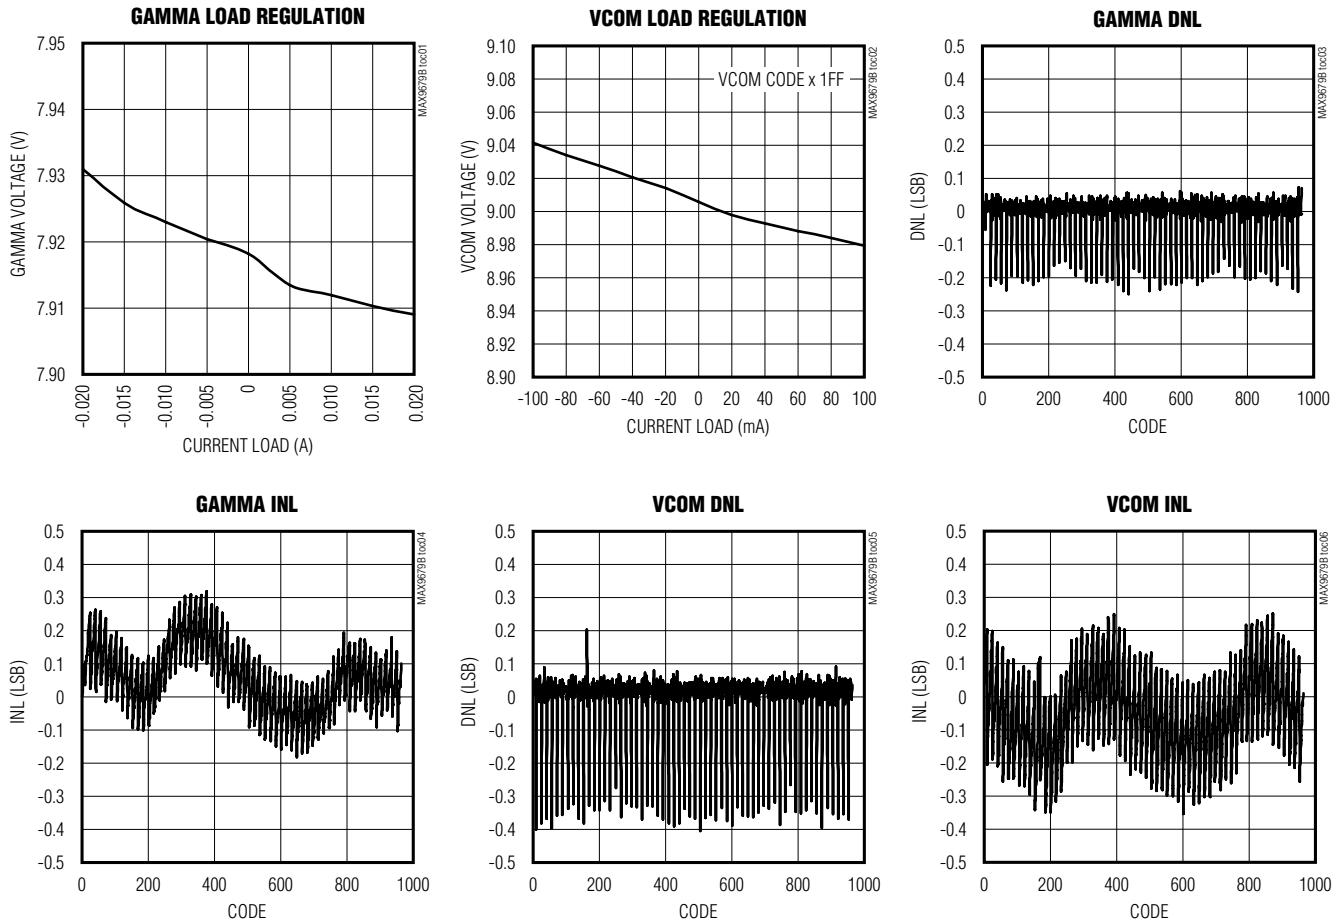 GAMMA LOAD REGULATION
GAMMA VOLTAGE (V)
7.95
7.94
7.93
7.92
7.91
7.90
-0.020
-0.015
-0.010
-0.005
0
0.005
0.010
0.015
0.020
CURRENT LOAD (A)
MAX9679B toc01
VCOM LOAD REGULATION
VCOM VOLTAGE (V)
9.10
9.08
9.06
9.04
9.02
9.00
8.98
8.96
8.94
8.92
8.90
VCOM CODE x 1FF
-100 -80 -60 -40 -20 0 20 40 60 80 100
CURRENT LOAD (mA)
MAX9679B toc02
GAMMA DNL
DNL (LSB)
0.5
0.4
0.3
0.2
0.1
0
-0.1
-0.2
-0.3
-0.4
-0.5
0 200 400 600 800 1000
CODE
MAX9679B toc03
GAMMA INL
INL (LSB)
0.5
0.4
0.3
0.2
0.1
0
-0.1
-0.2
-0.3
-0.4
-0.5
0 200 400 600 800 1000
CODE
MAX9679B toc04
VCOM DNL
DNL (LSB)
0.5
0.4
0.3
0.2
0.1
0
-0.1
-0.2
-0.3
-0.4
-0.5
0 200 400 600 800 1000
CODE
MAX9679B toc05
VCOM INL
INL (LSB)
0.5
0.4
0.3
0.2
0.1
0
-0.1
-0.2
-0.3
-0.4
-0.5
0 200 400 600 800 1000
CODE
MAX9679B toc06